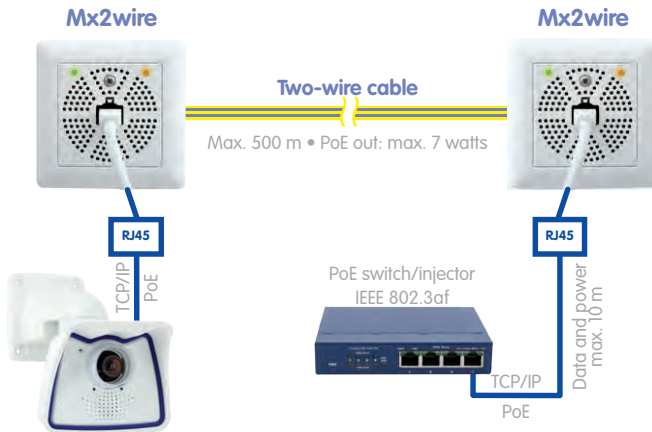 Mx2wire
Mx2wire
Two-wire cable
Max. 500 m • PoE out: max. 7 watts
RJ45
RJ45
TCP/IP
PoE
PoE switch/injector
IEEE 802.3af
Data and power
max. 10 m
TCP/IP
PoE